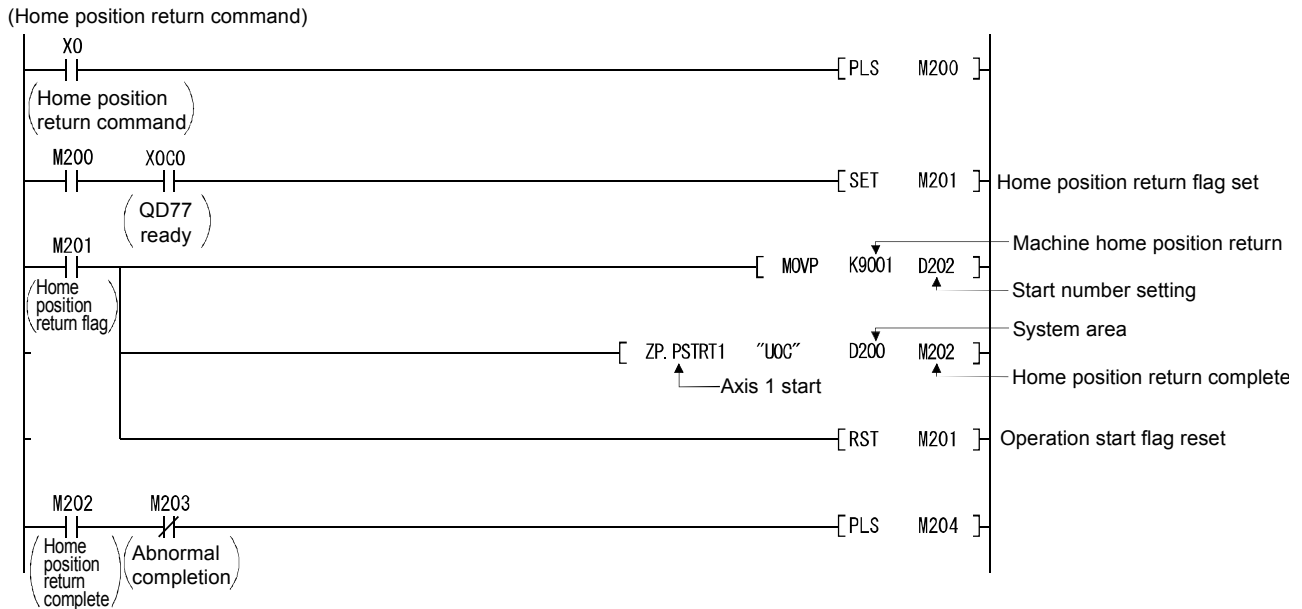 (Home position return command)
X0
[ PLS M200 ]
(Home position
return command)
M200 X0C0
[ SET M201 ] Home position return flag set
(QD77
ready)
M201
Machine home position return
[ MOVP K9001 D202 ]
(Home
position
return flag)
Start number setting
System area
[ ZP.PSTRT1 "U0C" D200 M202 ]
Axis 1 start
Home position return complete
[ RST M201 ] Operation start flag reset
M202 M203
[ PLS M204 ]
(Home
position
return
complete)
(Abnormal
completion)